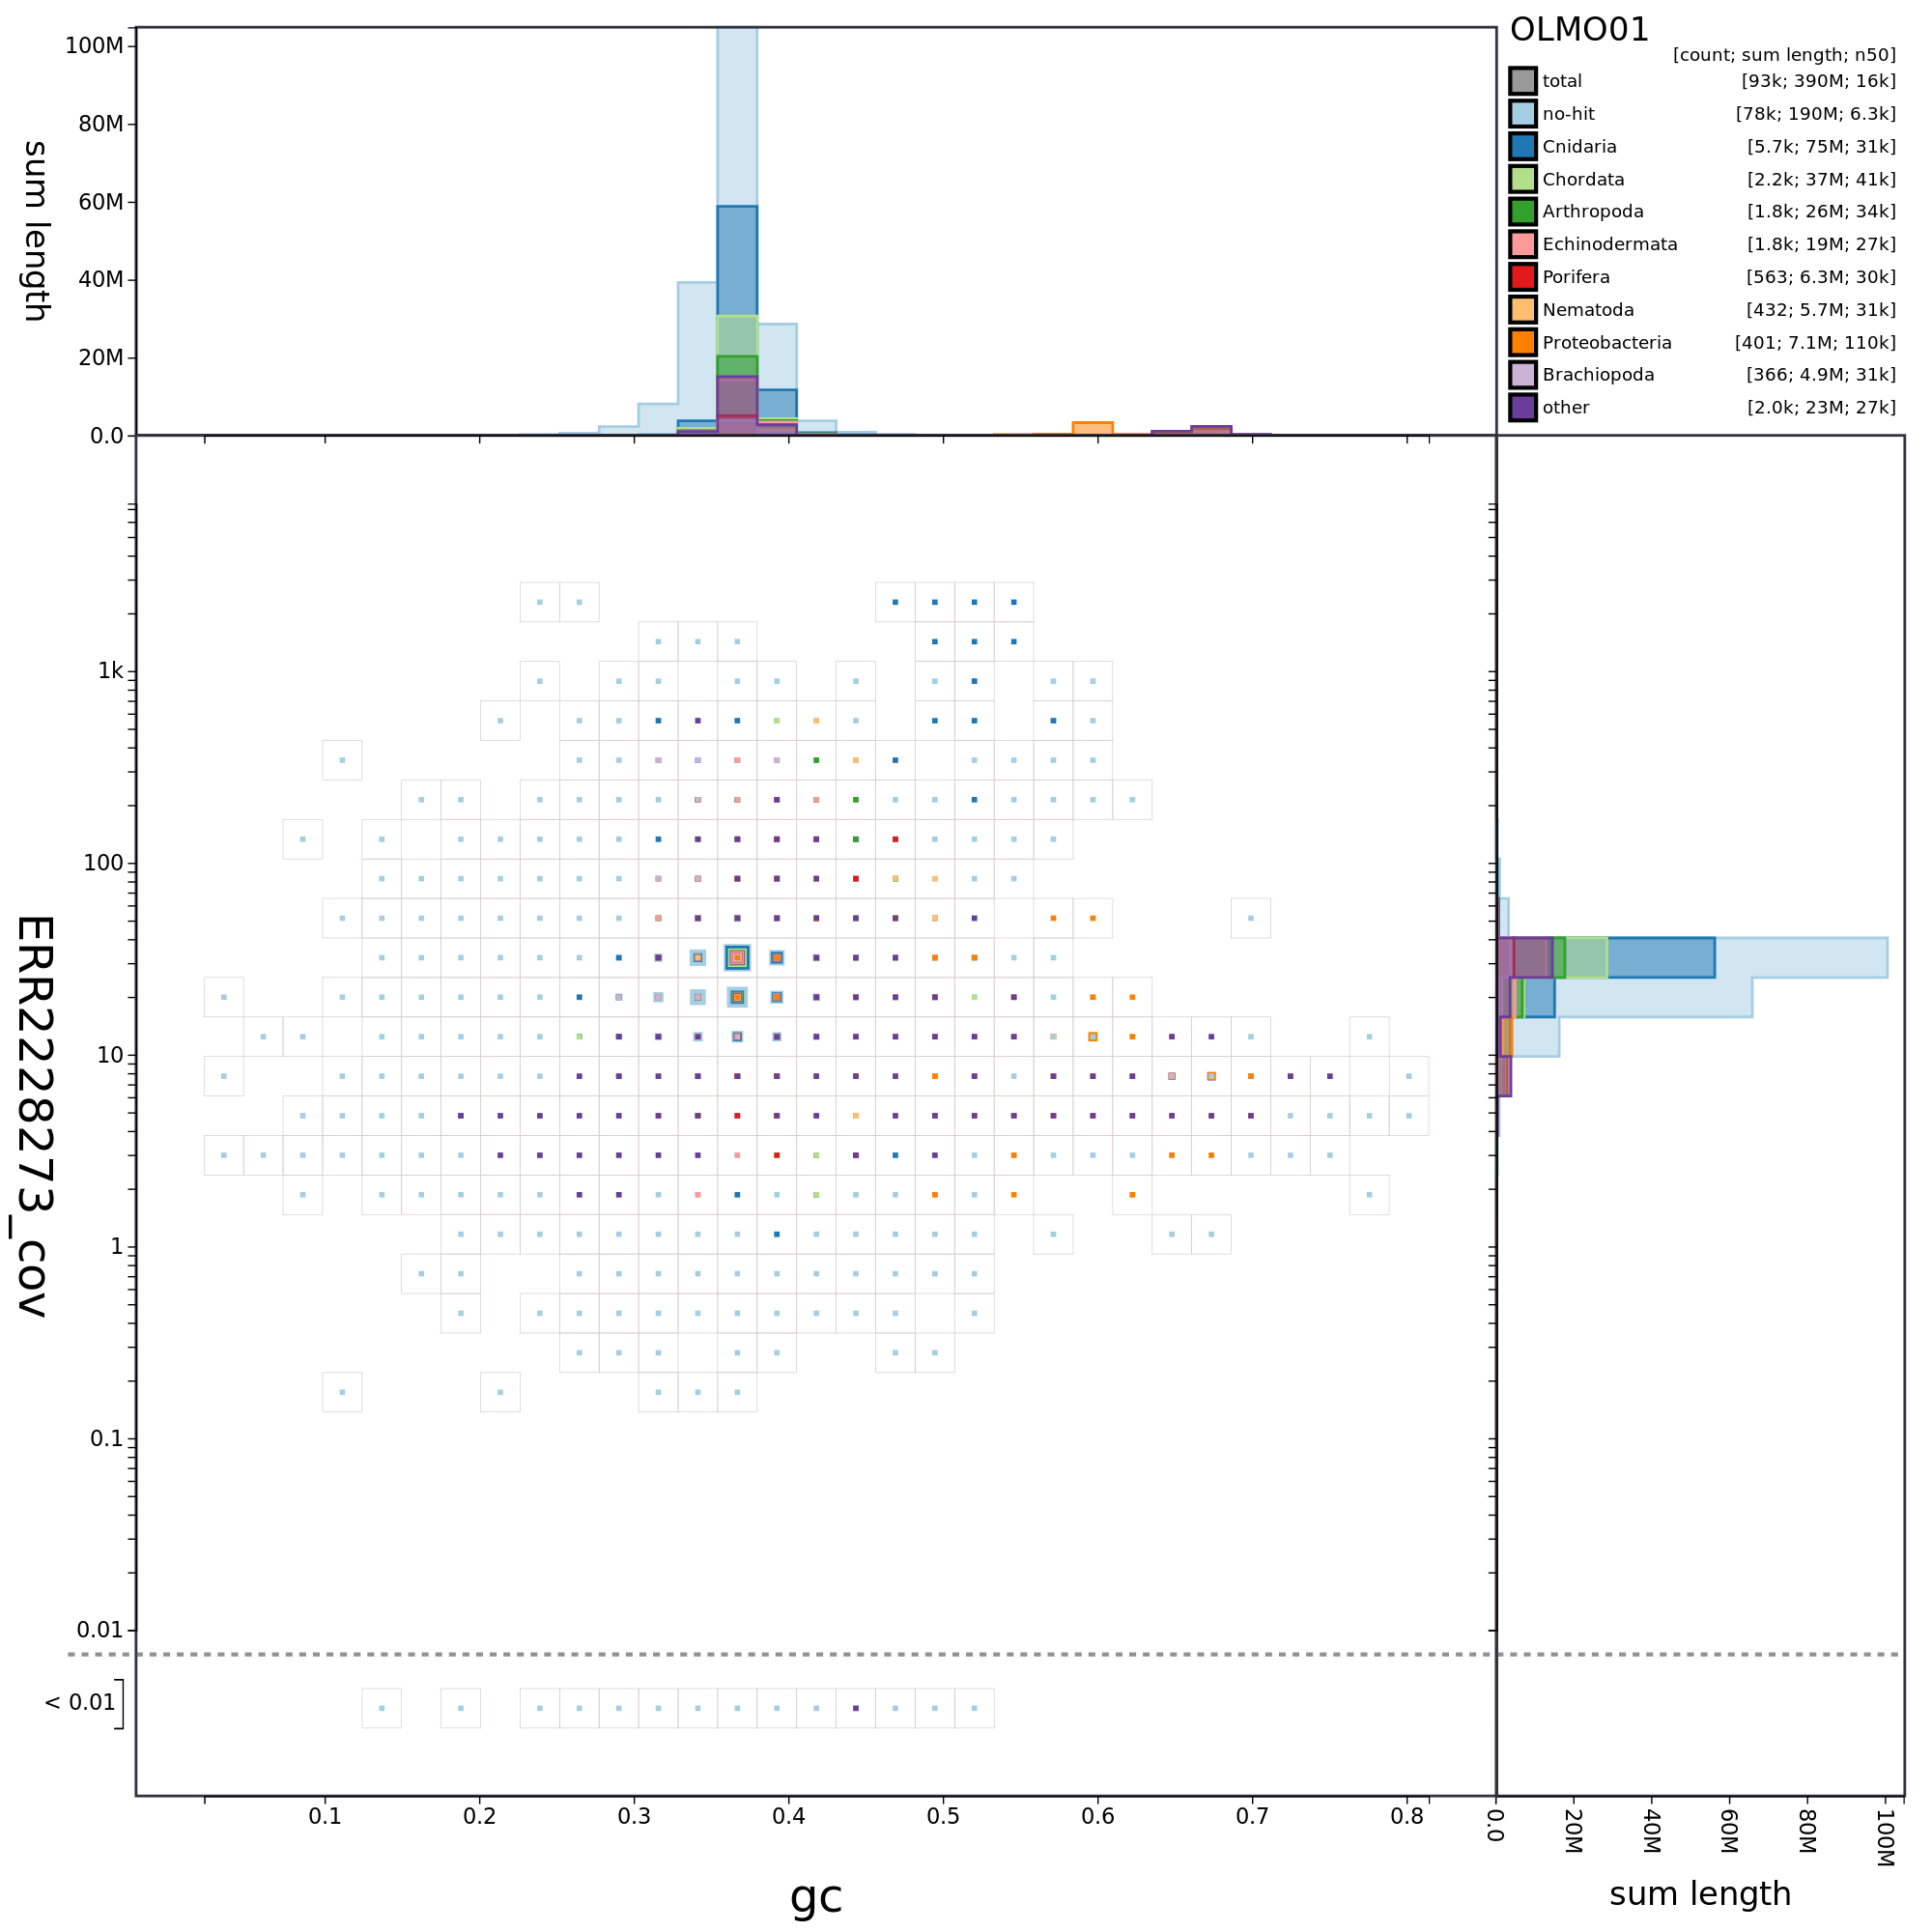 OLMO01
[count; sum length; n50]
total [93k; 390M; 16k]
no-hit [78k; 190M; 6.3k]
Cnidaria [5.7k; 75M; 31k]
Chordata [2.2k; 37M; 41k]
Arthropoda [1.8k; 26M; 34k]
Echinodermata [1.8k; 19M; 27k]
Porifera [563; 6.3M; 30k]
Nematoda [432; 5.7M; 31k]
Proteobacteria [401; 7.1M; 110k]
Brachiopoda [366; 4.9M; 31k]
other [2.0k; 23M; 27k]
sum length
100M
80M
60M
40M
20M
0.0
ERR2228273_cov
1k
100
10
1
0.1
0.01
< 0.01
0.1 0.2 0.3 0.4 0.5 0.6 0.7 0.8
gc
0.0 20M 40M 60M 80M 100M
sum length